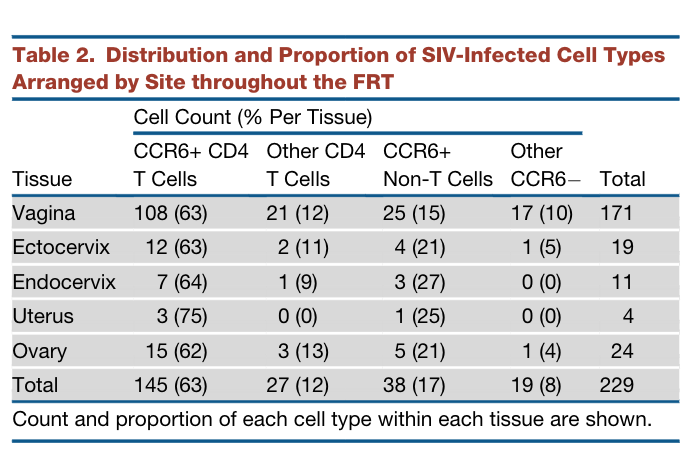 Table 2. Distribution and Proportion of SIV-Infected Cell Types
Arranged by Site throughout the FRT
Cell Count (% Per Tissue)
CCR6+ CD4 Other CD4 CCR6+ Other
Tissue T Cells T Cells Non-T Cells CCR6− Total
Vagina 108 (63) 21 (12) 25 (15) 17 (10) 171
Ectocervix 12 (63) 2 (11) 4 (21) 1 (5) 19
Endocervix 7 (64) 1 (9) 3 (27) 0 (0) 11
Uterus 3 (75) 0 (0) 1 (25) 0 (0) 4
Ovary 15 (62) 3 (13) 5 (21) 1 (4) 24
Total 145 (63) 27 (12) 38 (17) 19 (8) 229
Count and proportion of each cell type within each tissue are shown.